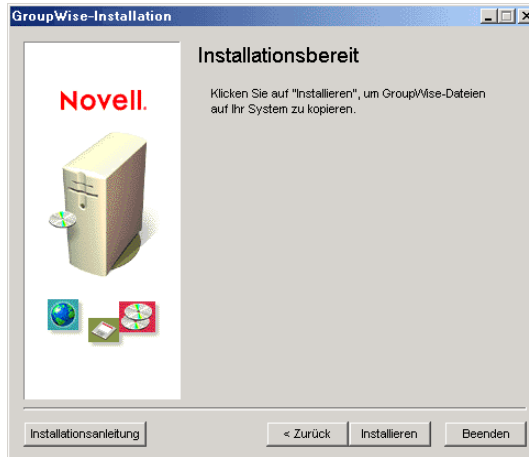 GroupWise-Installation
Novell.
Installationsbereit
Klicken Sie auf "Installieren", um GroupWise-Dateien
auf Ihr System zu kopieren.
Installationsanleitung
< Zurück
Installieren
Beenden